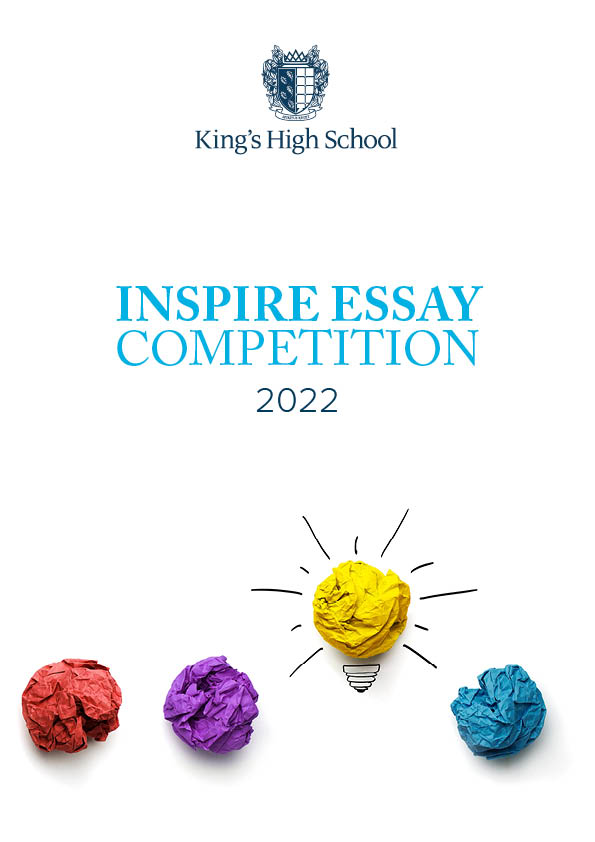 King's High School
INSPIRE ESSAY
COMPETITION
2022